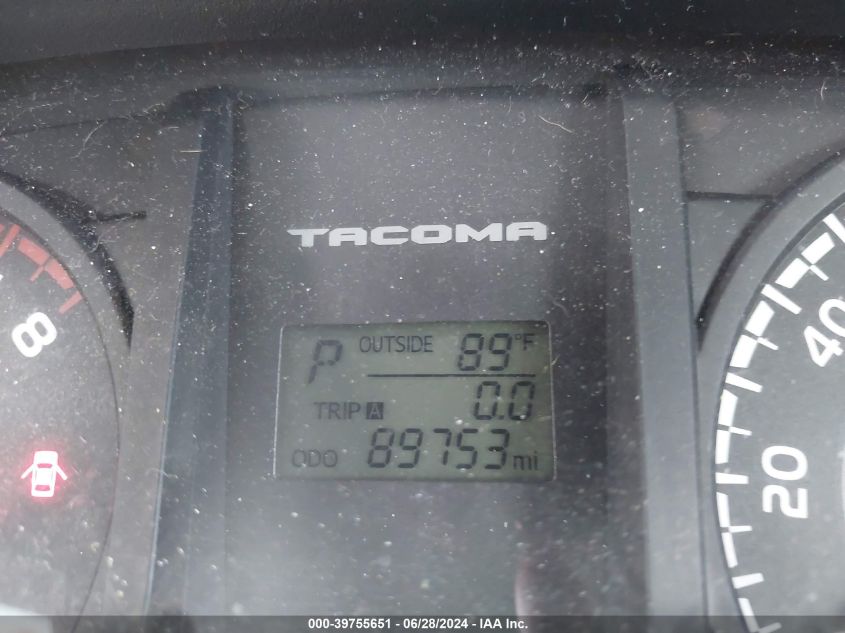 TACOMA
P OUTSIDE 89°F
TRIP A 0.0
ODO 89753 mi
8
40
20
000-39755651 / 06/28/2024 / IAA Inc.